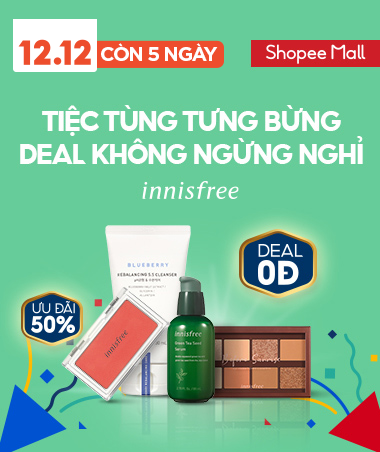 12.12 CÒN 5 NGÀY
Shopee Mall
TIỆC TÙNG TƯNG BỪNG
DEAL KHÔNG NGỪNG NGHỈ
innisfree
DEAL
0Đ
ƯU ĐÃI
50%
BLUEBERRY
REBALANCING 5.5 CLEANSER
innisfree
innisfree
Green Tea Seed
Serum
innisfree